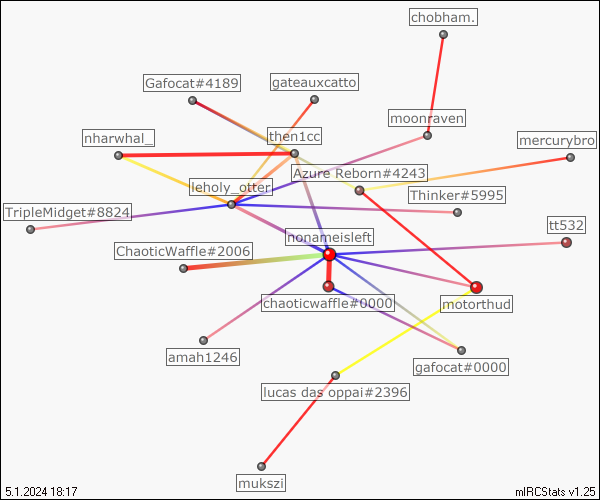 chobham.
Gafocat#4189
gateauxcatto
moonraven
nharwhal_
then1cc
mercurybro
Azure Reborn#4243
leholy_otter
Thinker#5995
TripleMidget#8824
tt532
nonameisleft
ChaoticWaffle#2006
chaoticwaffle#0000
motorthud
amah1246
gafocat#0000
lucas das oppai#2396
mukszi
5.1.2024 18:17
mIRCStats v1.25